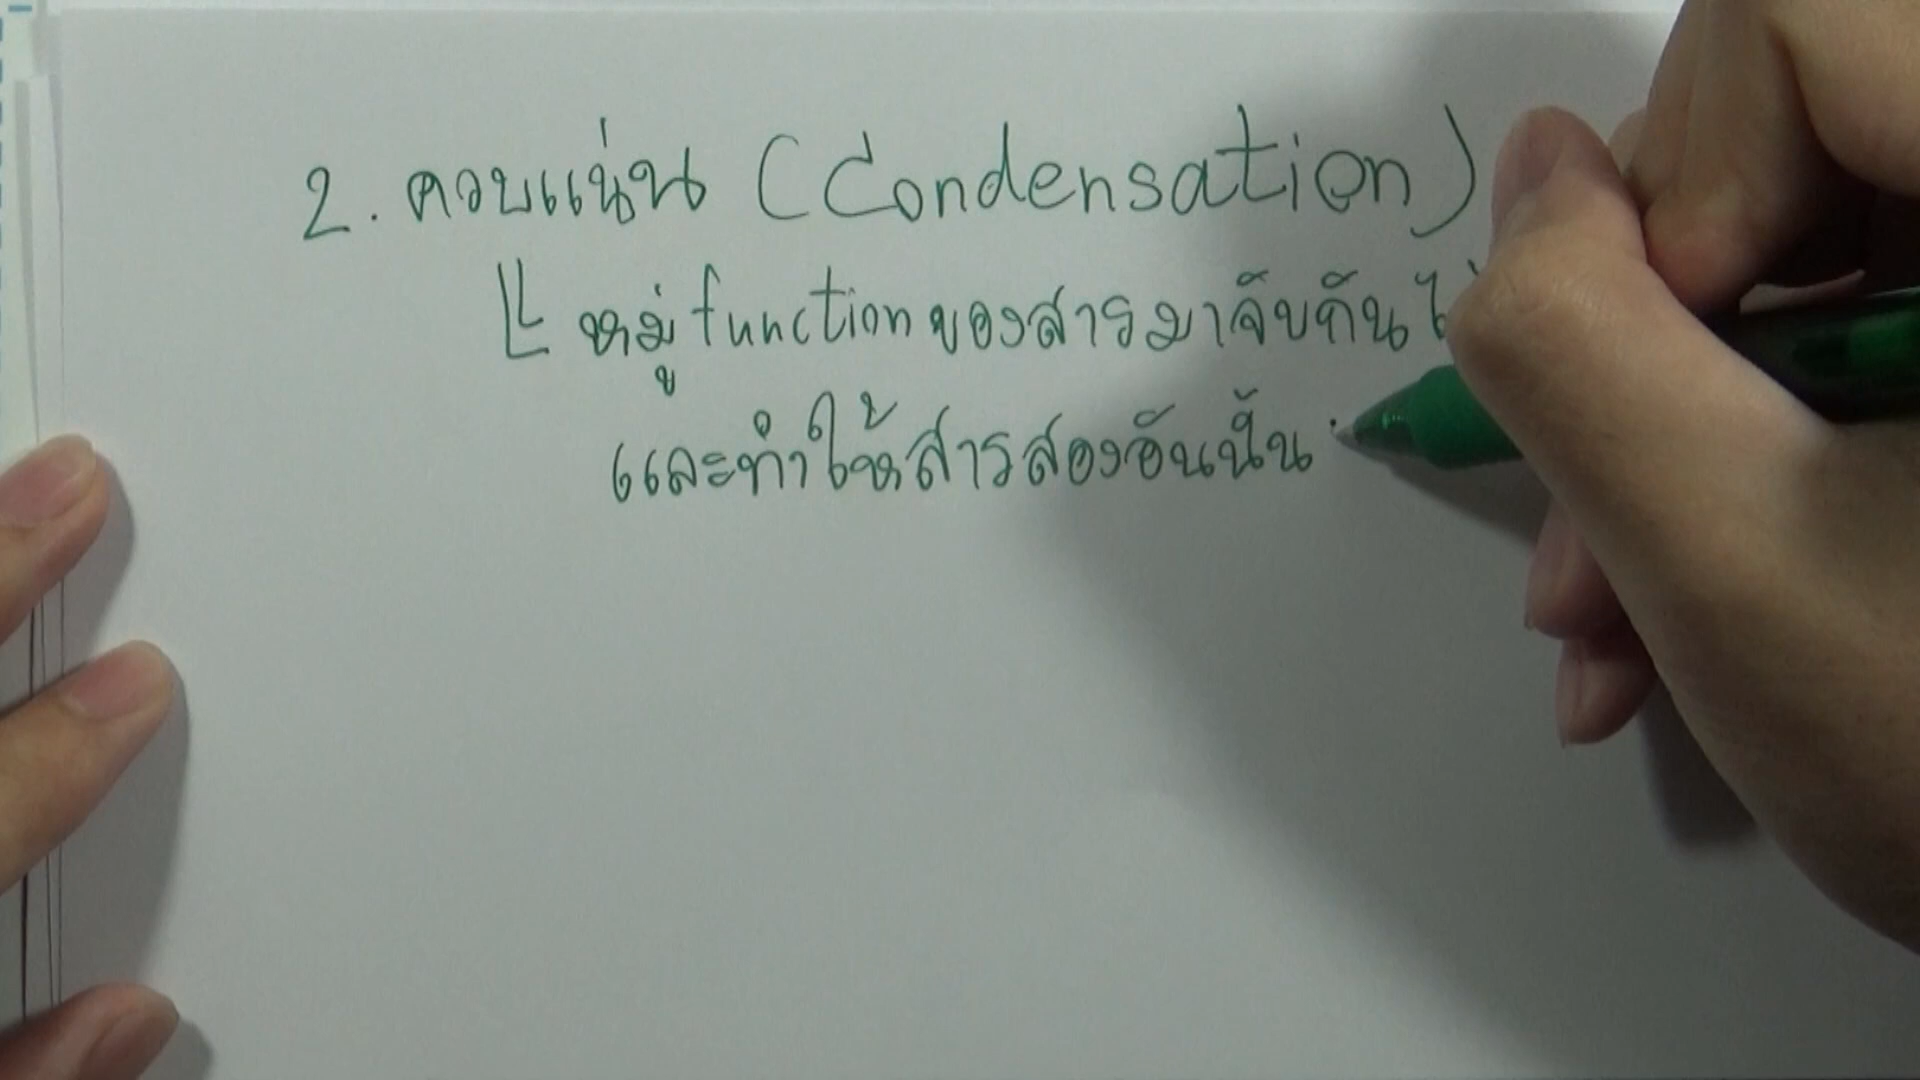 2. ควบแน่น (Condensation)
หมู่ function ของสารมาจับกัน
และทำให้สารสองอันนั้น